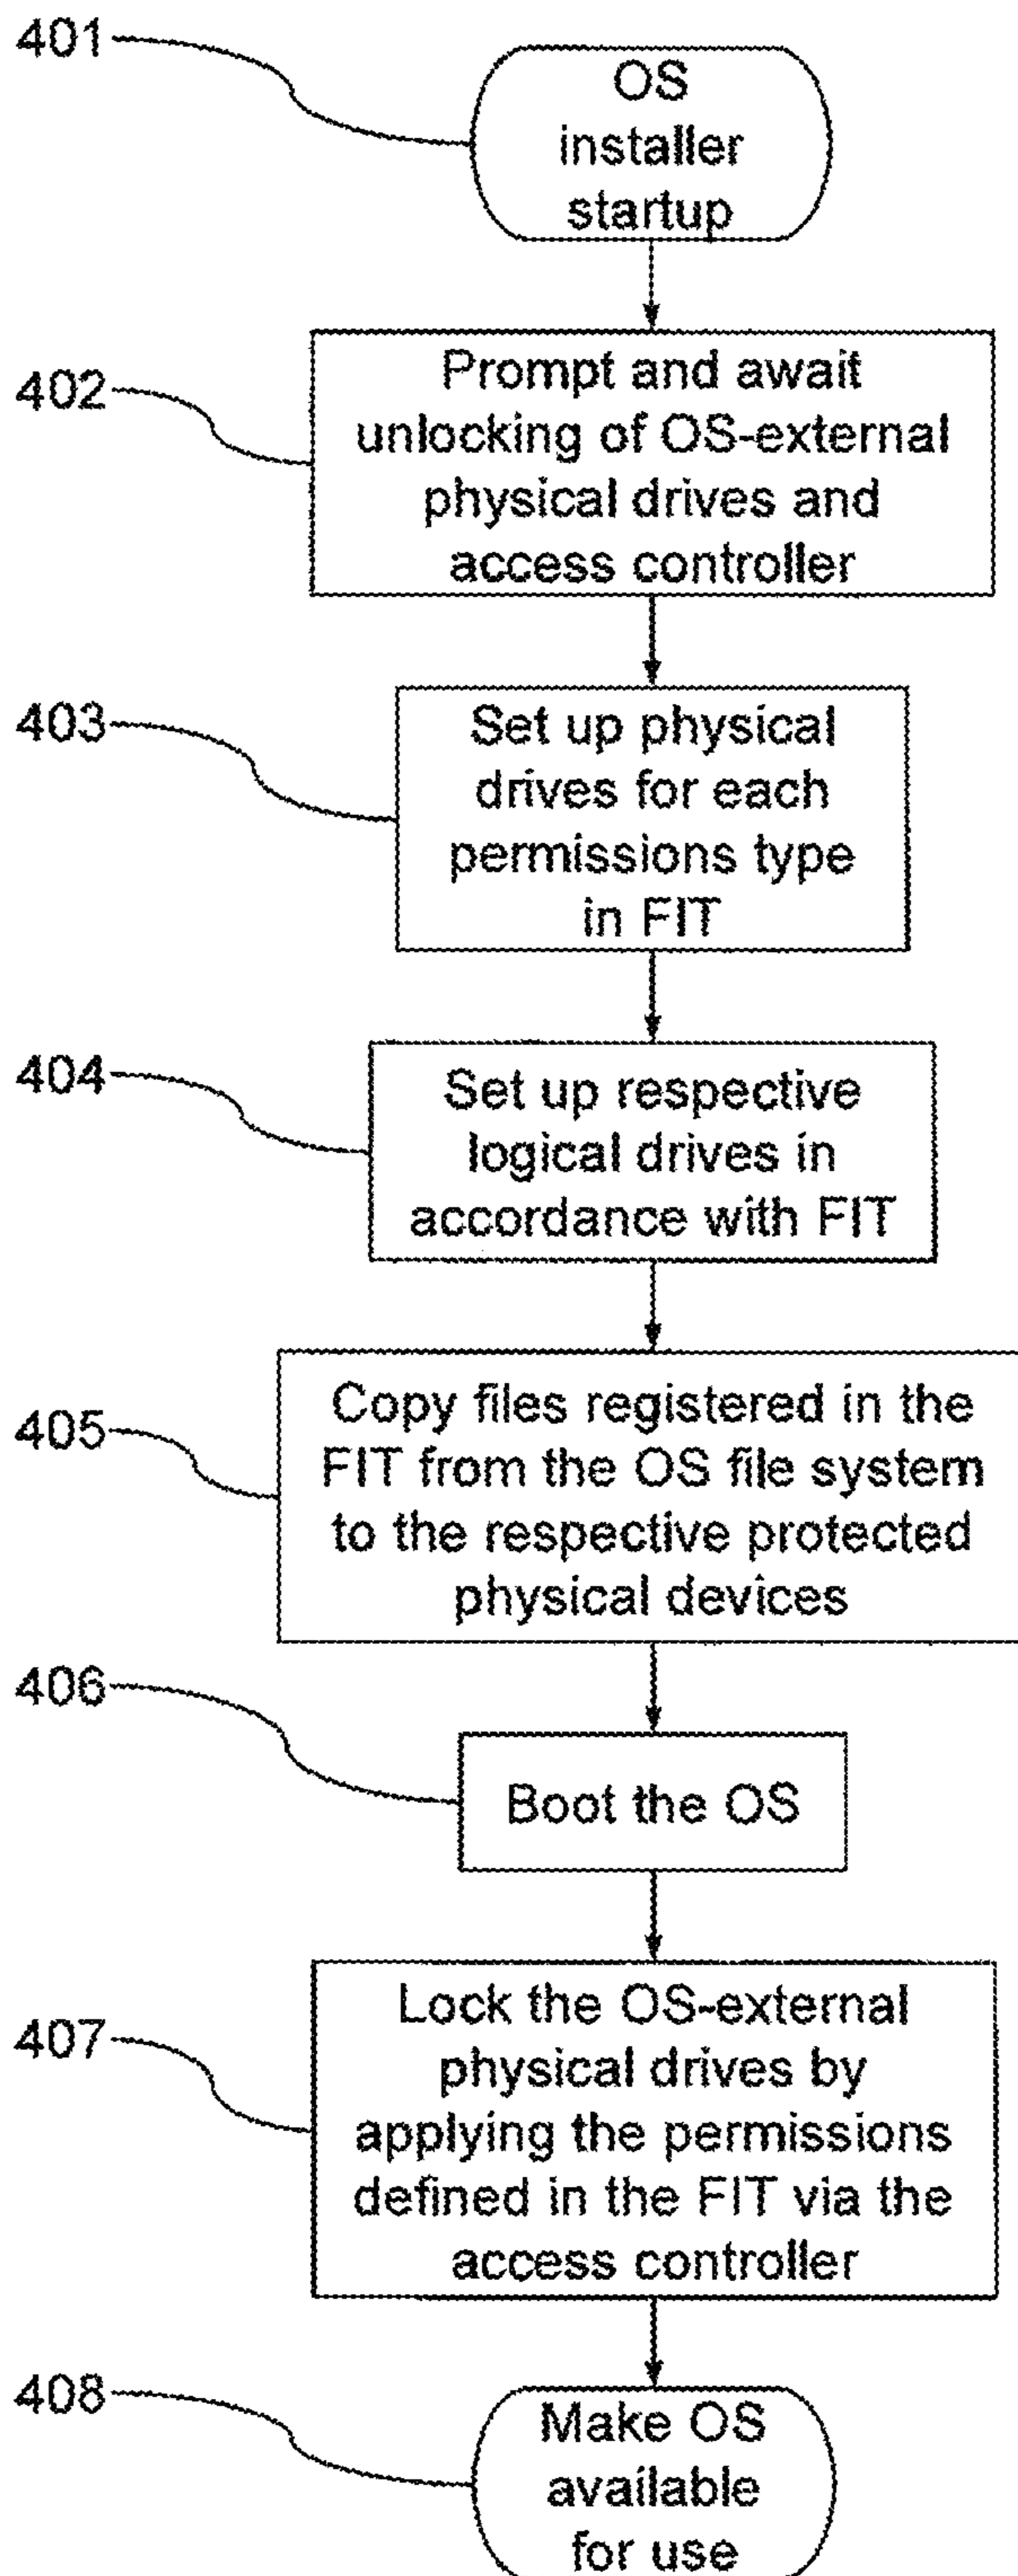 401
OS
installer
startup
402
Prompt and await
unlocking of OS-external
physical drives and
access controller
403
Set up physical
drives for each
permissions type
in FIT
404
Set up respective
logical drives in
accordance with FIT
405
Copy files registered in the
FIT from the OS file system
to the respective protected
physical devices
406
Boot the OS
407
Lock the OS-external
physical drives by
applying the permissions
defined in the FIT via the
access controller
408
Make OS
available
for use